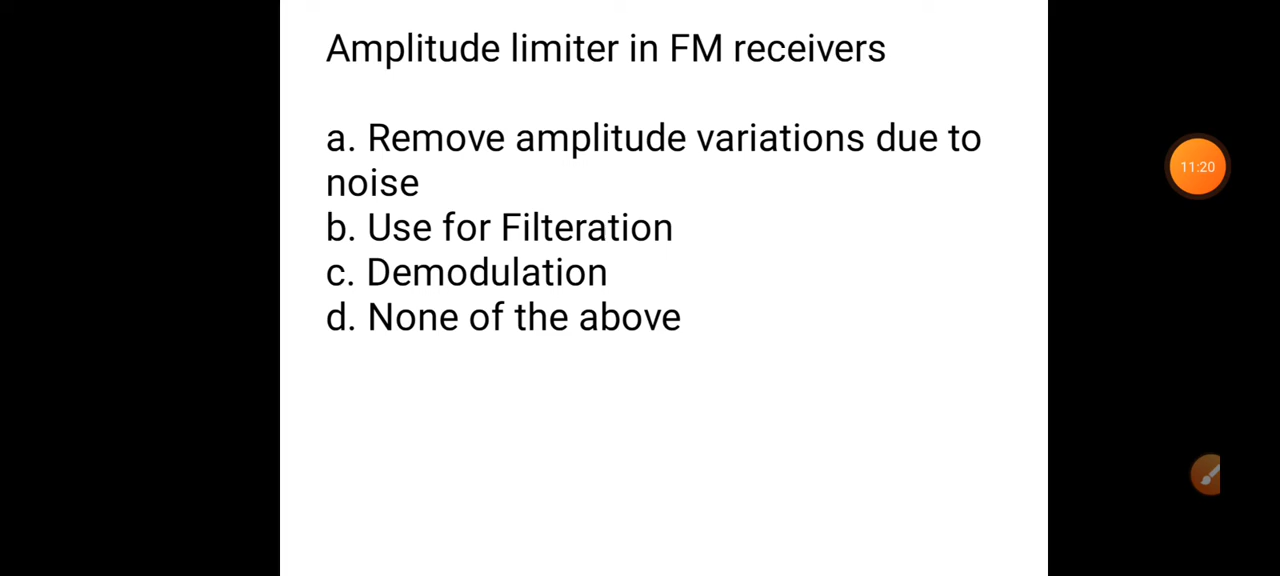 Amplitude limiter in FM receivers
a. Remove amplitude variations due to
noise
b. Use for Filteration
c. Demodulation
d. None of the above
11:20